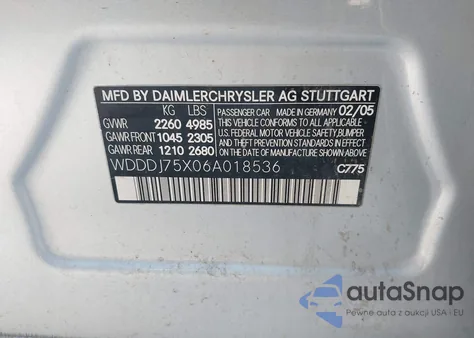 MFD BY DAIMLERCHRYSLER AG STUTTGART
KG LBS PASSENGER CAR MADE IN GERMANY 02/05
GVWR 2260 4985 THIS VEHICLE CONFORMS TO ALL APPLICABLE
GAWR.FRONT 1045 2305 U.S. FEDERAL MOTOR VEHICLE SAFETY, BUMPER
GAWR.REAR 1210 2680 AND THEFT PREVENTION STANDARDS IN EFFECT ON THE DATE OF MANUFACTURE SHOWN ABOVE.
WDDDJ75X06A018536 C775
autoSnap
Pewne auto z aukcji USA i EU